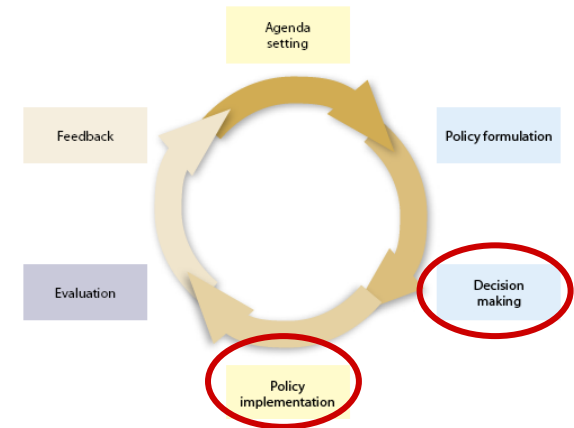 Agenda
setting
Feedback
Policy formulation
Evaluation
Decision
making
Policy
implementation